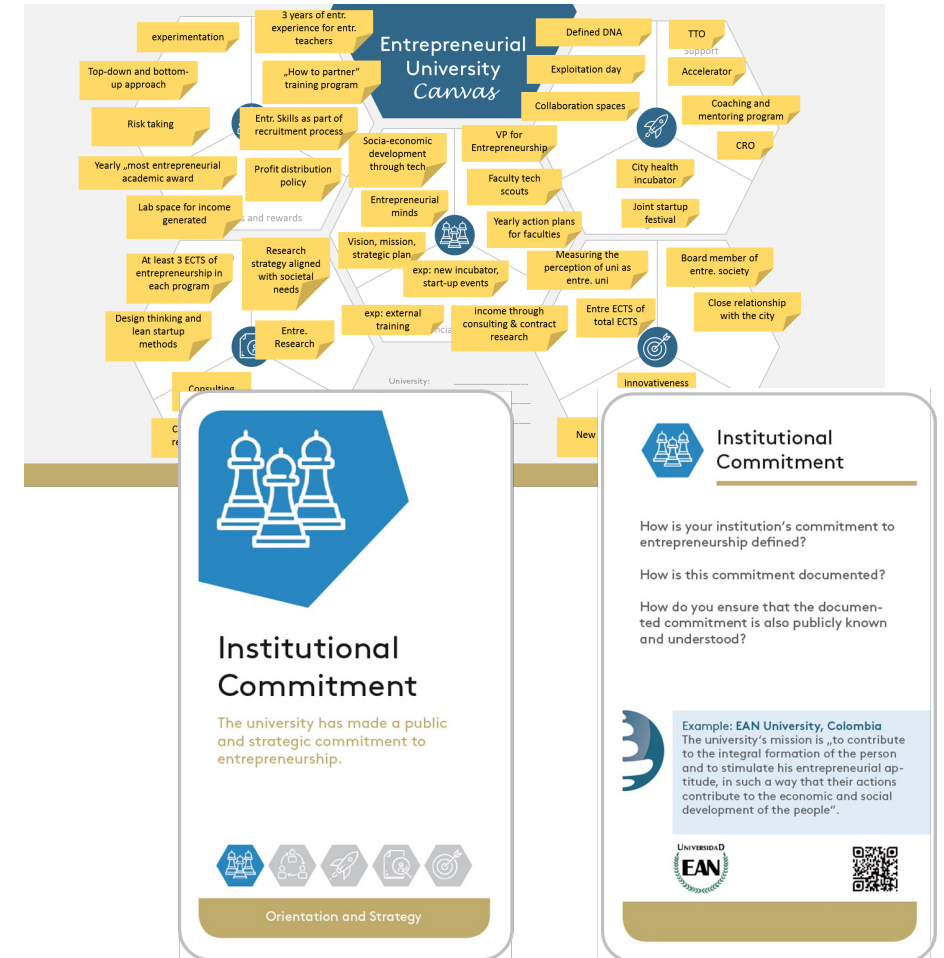 Entrepreneurial
University
Canvas
experimentation
3 years of entr.
experience for entr.
teachers
Top-down and bottom-
up approach
„How to partner"
training program
Risk taking
Entr. Skills as part of
recruitment process
Yearly „most entrepreneurial
academic award
Profit distribution
policy
Lab space for income
generated
s and rewards
Socia-economic
development
through tech
VP for
Entrepreneurship
Faculty tech
scouts
Entrepreneurial
minds
Yearly action plans
for faculties
Vision, mission,
strategic plan
exp: new incubator,
start-up events
exp: external
training
income through
consulting & contract
research
Defined DNA
TTO
Support
Exploitation day
Accelerator
Collaboration spaces
Coaching and
mentoring program
CRO
City health
incubator
Joint startup
festival
At least 3 ECTS of
entrepreneurship in
each program
Research
strategy aligned
with societal
needs
Design thinking and
lean startup
methods
Entre.
Research
Consulting
Measuring the
perception of uni as
entre. uni
Board member of
entre. society
Entre ECTS of
total ECTS
Close relationship
with the city
Innovativeness
New
University:
Institutional
Commitment
The university has made a public
and strategic commitment to
entrepreneurship.
Orientation and Strategy
Institutional
Commitment
How is your institution's commitment to
entrepreneurship defined?
How is this commitment documented?
How do you ensure that the documen-
ted commitment is also publicly known
and understood?
Example: EAN University, Colombia
The university's mission is „to contribute
to the integral formation of the person
and to stimulate his entrepreneurial ap-
titude, in such a way that their actions
contribute to the economic and social
development of the people".
UNIVERSIDAD
EAN